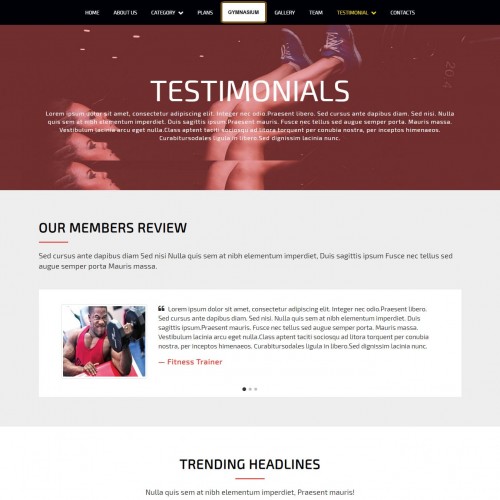 HOME ABOUT US CATEGORY PLANS GYMNASIUM GALLERY TEAM TESTIMONIAL CONTACTS
2014
TESTIMONIALS
Lorem ipsum dolor sit amet, consectetur adipiscing elit. Integer nec odio.Praesent libero. Sed cursus ante dapibus diam Sed nisi. Nulla
quis sem at nibh elementum imperdiet. Duis sagittis ipsum Praesent mauris. Fusce nec tellus sed augue semper porta. Mauris massa.
Vestibulum lacinia arcu eget nulla.Class aptent taciti sociosqu ad litora torquent per conubia nostra, per inceptos himenaeos.
Curabitursodales ligula in libero.Sed dignissim lacinia nunc.
OUR MEMBERS REVIEW
Sed cursus ante dapibus diam Sed nisi Nulla quis sem at nibh elementum imperdiet, Duis sagittis ipsum Fusce nec tellus sed
augue semper porta Mauris massa.
❝ Lorem ipsum dolor sit amet, consectetur adipiscing elit. Integer nec odio.Praesent libero.
Sed cursus ante dapibus diam Sed nisi.Nulla quis sem at nibh elementum imperdiet. Duis
sagittis ipsum.Praesent mauris. Fusce nec tellus sed augue semper porta. Mauris
massa.Vestibulum lacinia arcu eget nulla.Class aptent taciti sociosqu ad litora torquent per conubia
nostra, per inceptos himenaeos. Curabitursodales ligula in libero.Sed dignissim lacinia nunc.
— Fitness Trainer
TRENDING HEADLINES
Nulla quis sem at nibh elementum imperdiet, Praesent mauris!